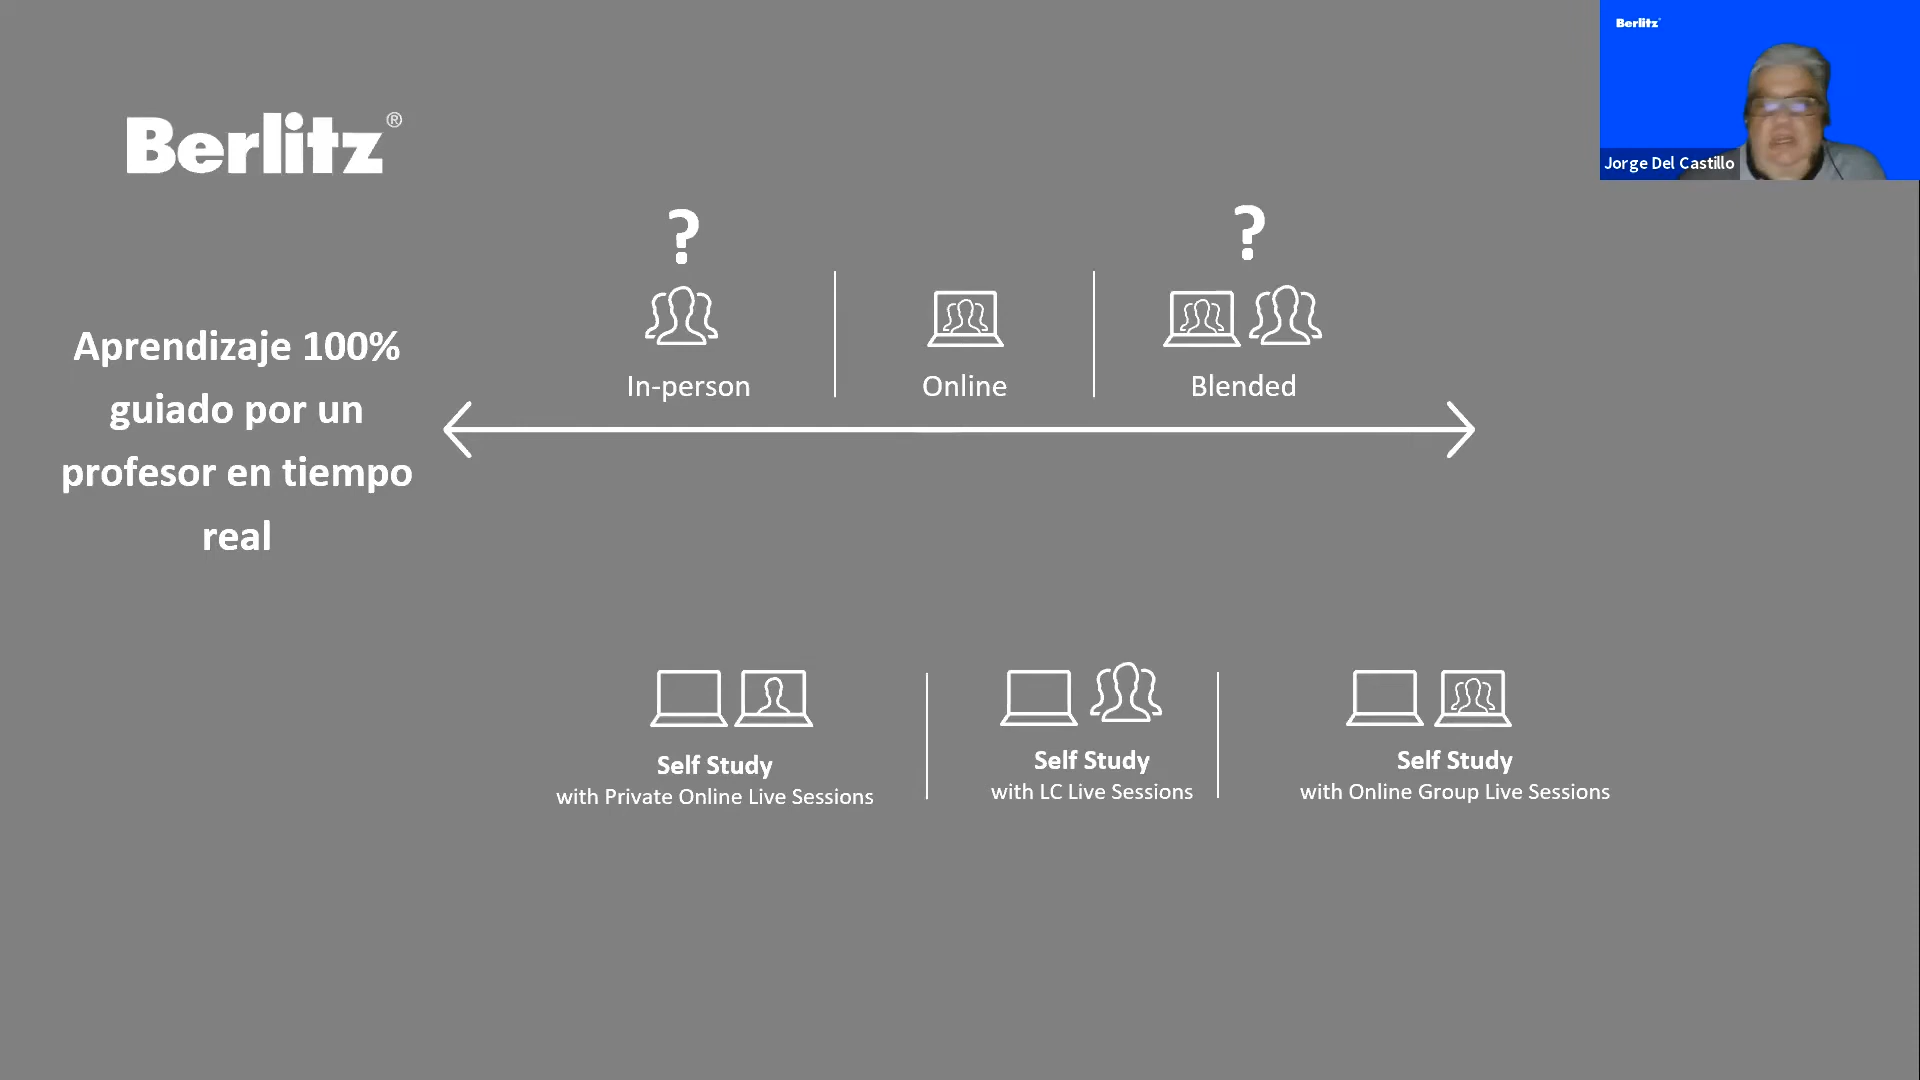 Berlitz
Jorge Del Castillo
Berlitz®
? ?
Aprendizaje 100%
guiado por un
profesor en tiempo
real
In-person Online Blended
Self Study
with Private Online Live Sessions
Self Study
with LC Live Sessions
Self Study
with Online Group Live Sessions